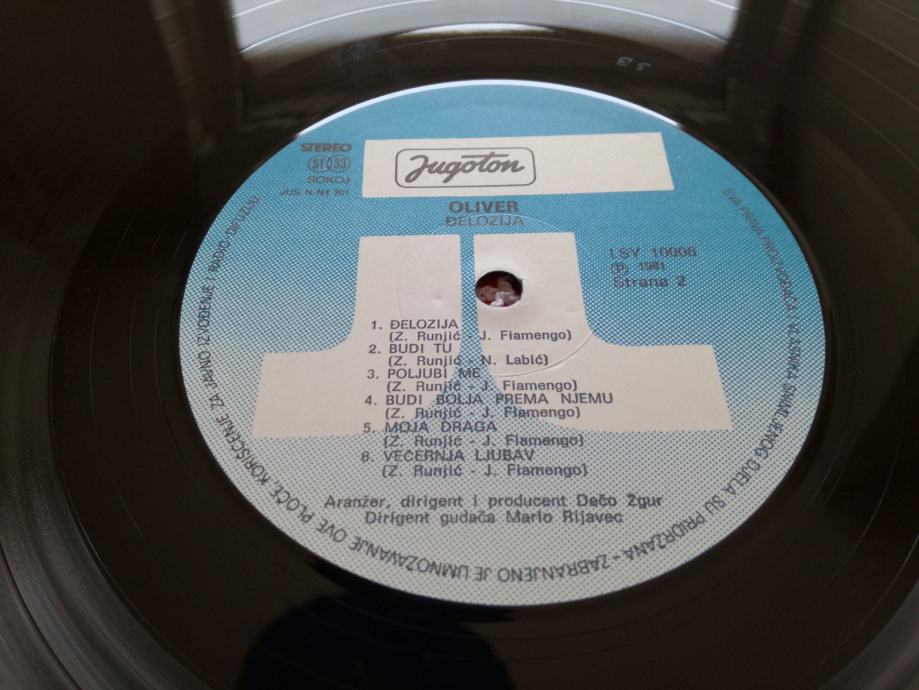 STEREO
ST 33
SOKOJ
JUS. N. N4 201
Jugoton
OLIVER
ĐELOZIJA
LSY 10006
℗ 1981
Strana 2
1. ĐELOZIJA
(Z. Runjić - J. Fiamengo)
2. BUDI TU
(Z. Runjić - N. Labić)
3. POLJUBI ME
(Z. Runjić - J. Fiamengo)
4. BUDI BOLJA PREMA NJEMU
(Z. Runjić - J. Fiamengo)
5. MOJA DRAGA
(Z. Runjić - J. Fiamengo)
6. VEČERNJA LJUBAV
(Z. Runjić - J. Fiamengo)
Aranžer, dirigent i producent Dečo Žgur
Dirigent gudača Mario Rijavec
SVA PRAVA PROIZVOĐAČA I VLASNIKA SNIMLJENOG DJELA SU PRIDRŽANA - ZABRANJENO JE UMNOŽAVANJE OVE PLOČE, KORIŠĆENJE ZA JAVNO IZVOĐENJE I RADIO-DIFUZIJU